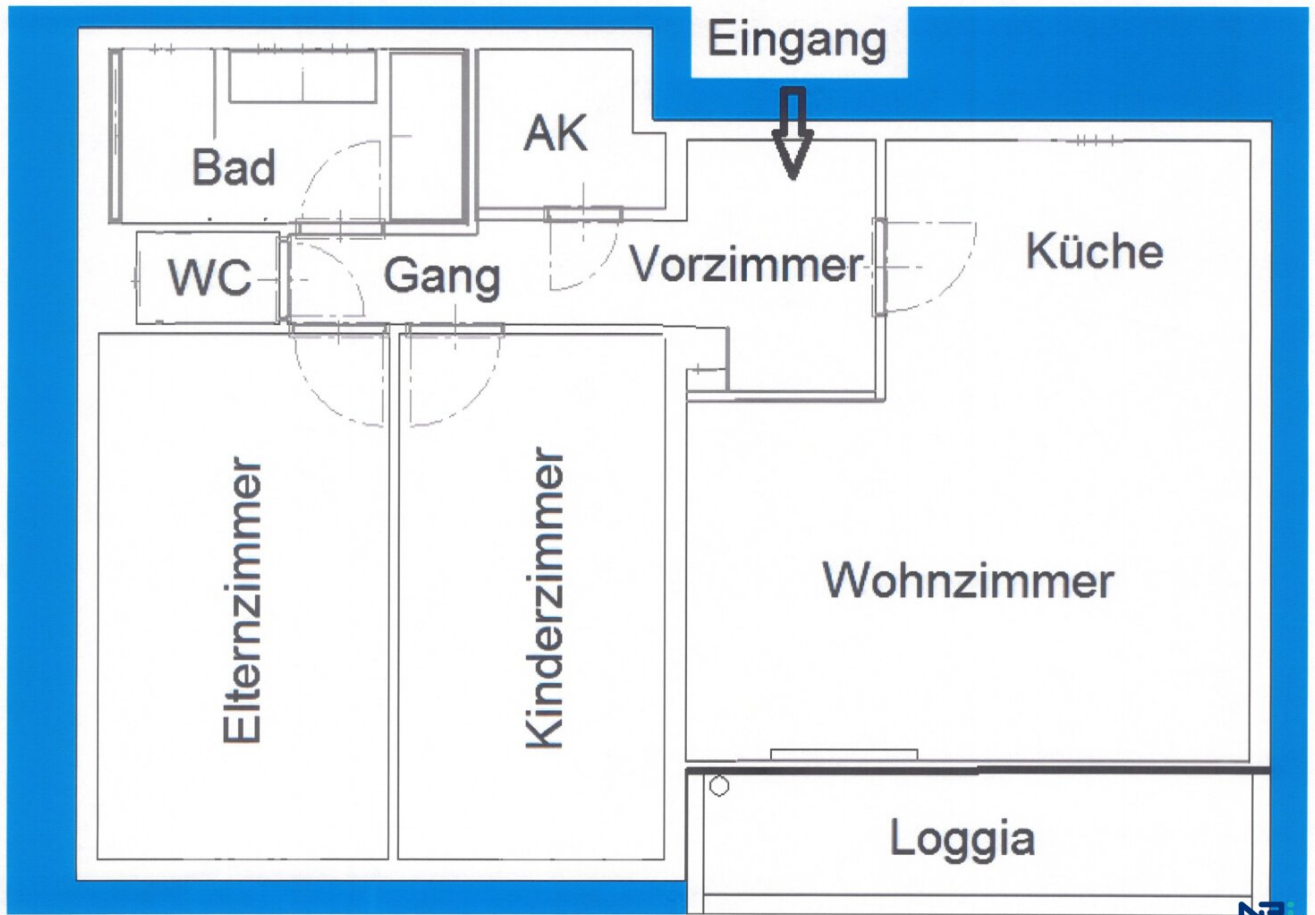 Eingang
AK
Bad
WC
Gang
Vorzimmer
Küche
Elternzimmer
Kinderzimmer
Wohnzimmer
Loggia